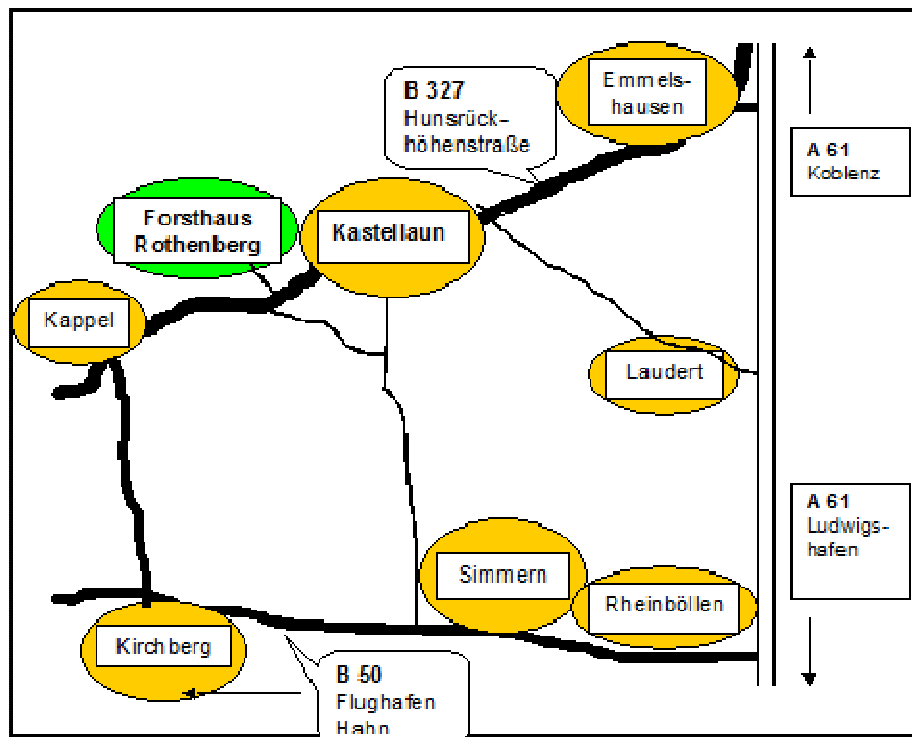 Emmels-
hausen
B 327
Hunsrück-
höhenstraße
A 61
Koblenz
Forsthaus
Rothenberg
Kastellaun
Kappel
Laudert
A 61
Ludwigs-
hafen
Simmern
Rheinböllen
Kirchberg
B 50
Flughafen
Hahn